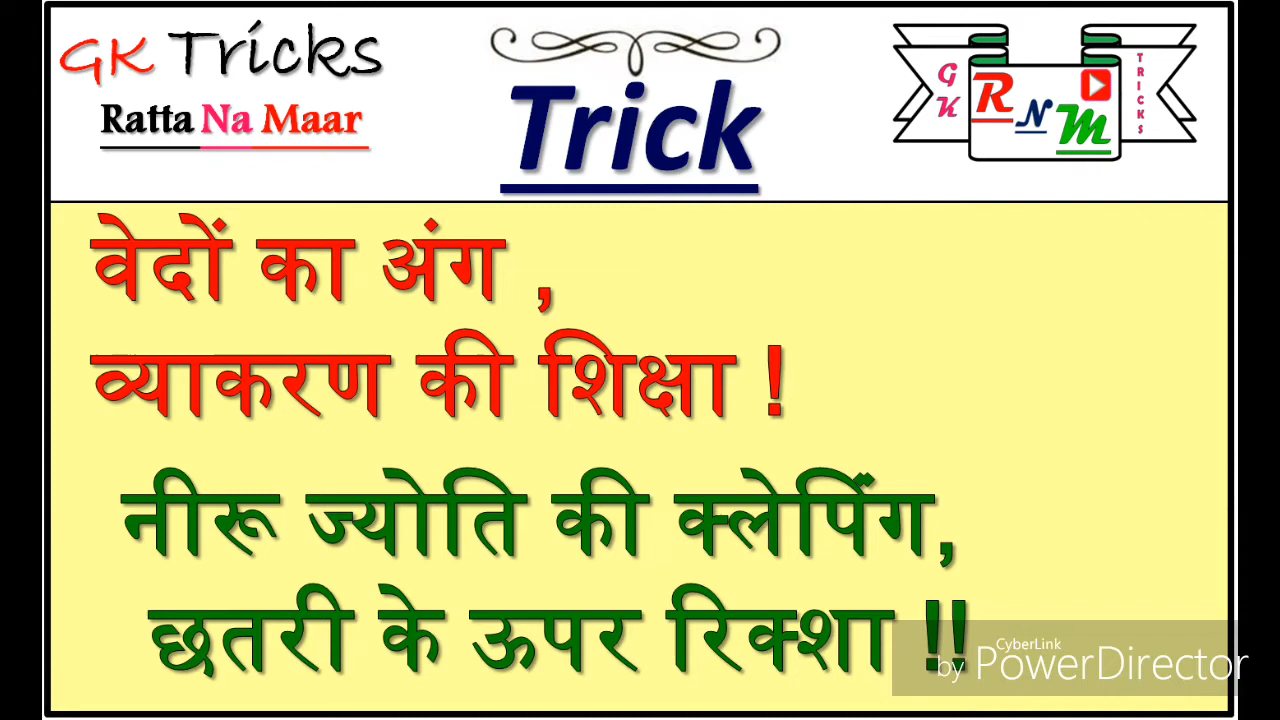 GK Tricks
Ratta Na Maar
Trick
GK
R N M
TRICKS
वेदों का अंग ,
व्याकरण की शिक्षा !
नीरू ज्योति की क्लेपिँग,
छतरी के ऊपर रिक्शा !!
CyberLink
by PowerDirector